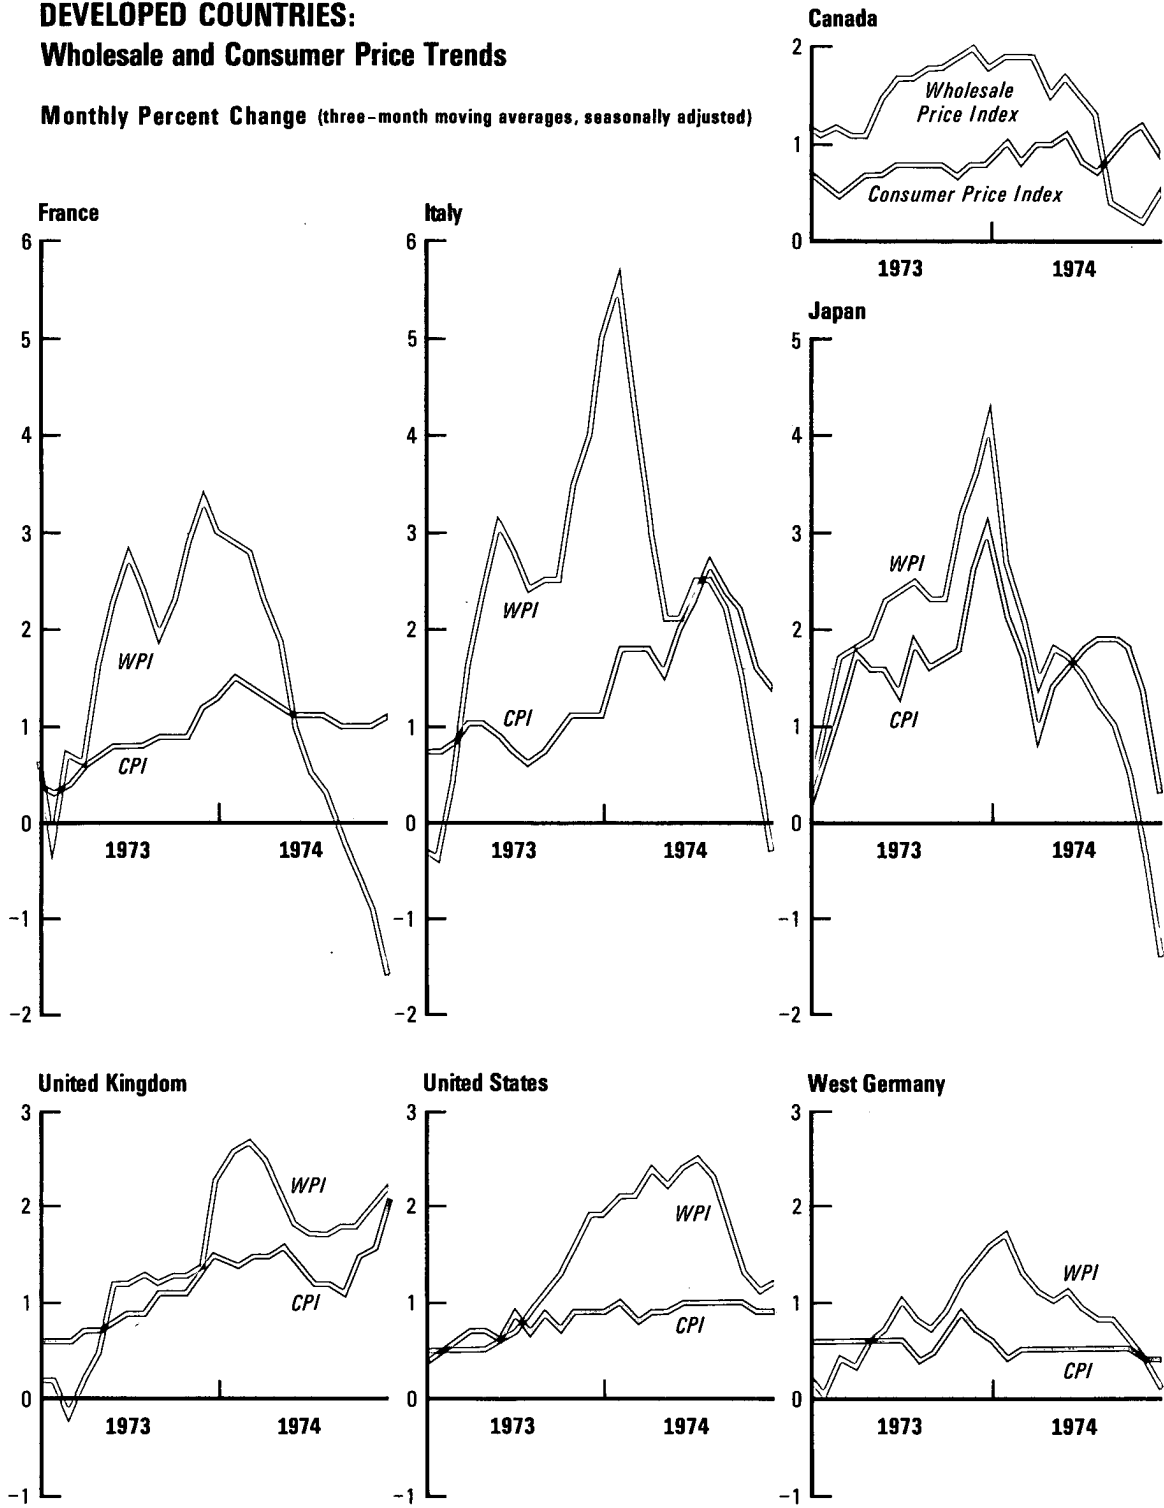 DEVELOPED COUNTRIES:
Wholesale and Consumer Price Trends
Monthly Percent Change (three-month moving averages, seasonally adjusted)
Canada
2
1
0
Wholesale
Price Index
Consumer Price Index
1973 1974
France
6
5
4
3
2
1
0
-1
-2
WPI
CPI
1973 1974
Italy
6
5
4
3
2
1
0
-1
-2
WPI
CPI
1973 1974
Japan
5
4
3
2
1
0
-1
-2
WPI
CPI
1973 1974
United Kingdom
3
2
1
0
-1
WPI
CPI
1973 1974
United States
3
2
1
0
-1
WPI
CPI
1973 1974
West Germany
3
2
1
0
-1
WPI
CPI
1973 1974